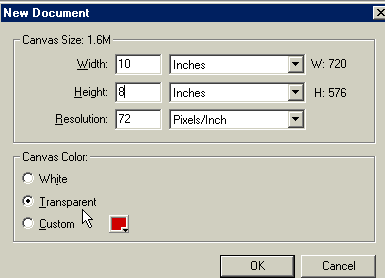 New Document
Canvas Size: 1.6M
Width: 10 Inches W: 720
Height: 8 Inches H: 576
Resolution: 72 Pixels/Inch
Canvas Color:
White
Transparent
Custom
OK Cancel